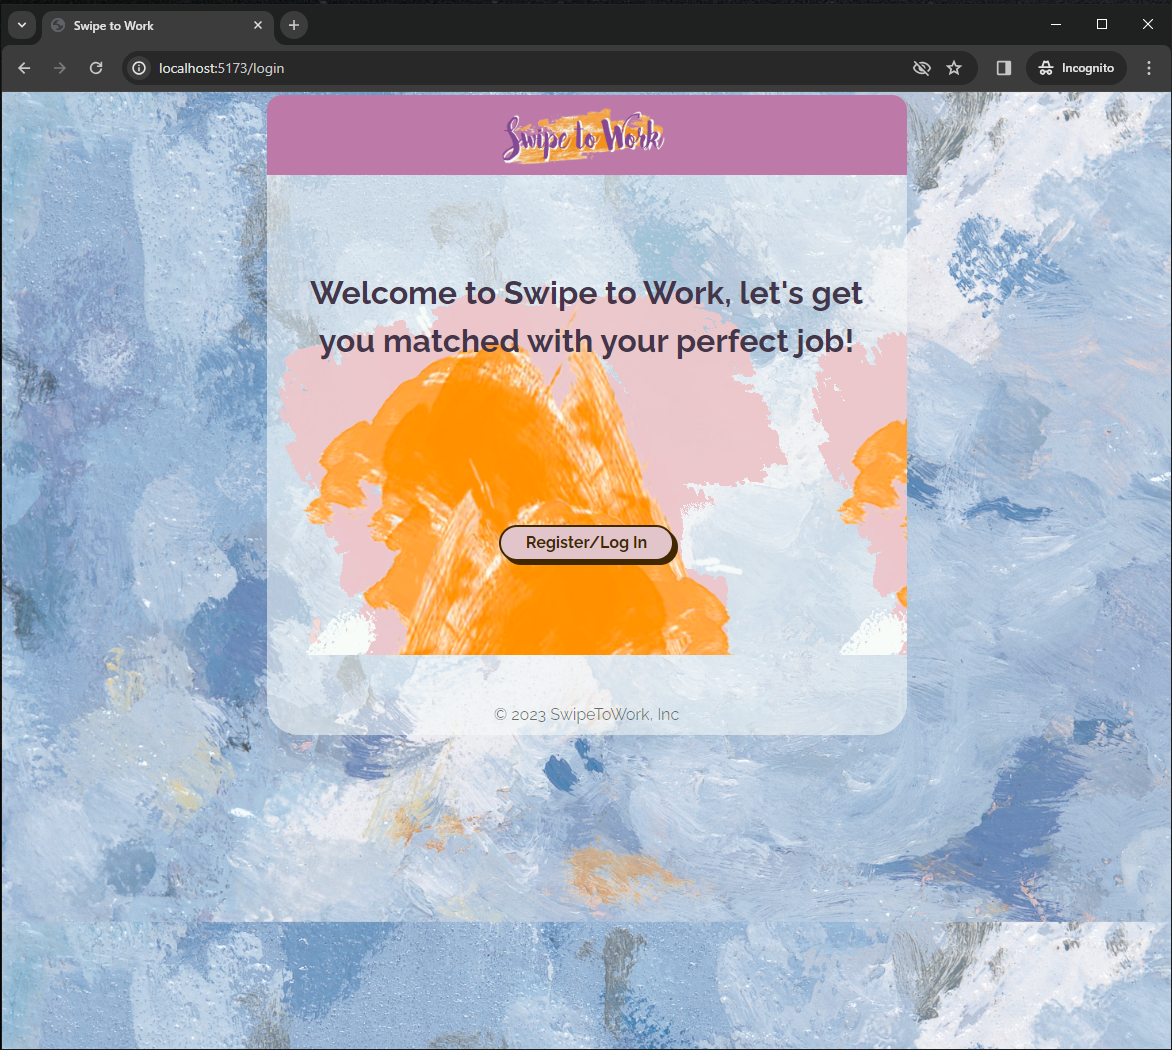 Swipe to Work
localhost:5173/login
Incognito
Swipe to Work
Welcome to Swipe to Work, let's get
you matched with your perfect job!
Register/Log In
© 2023 SwipeToWork, Inc